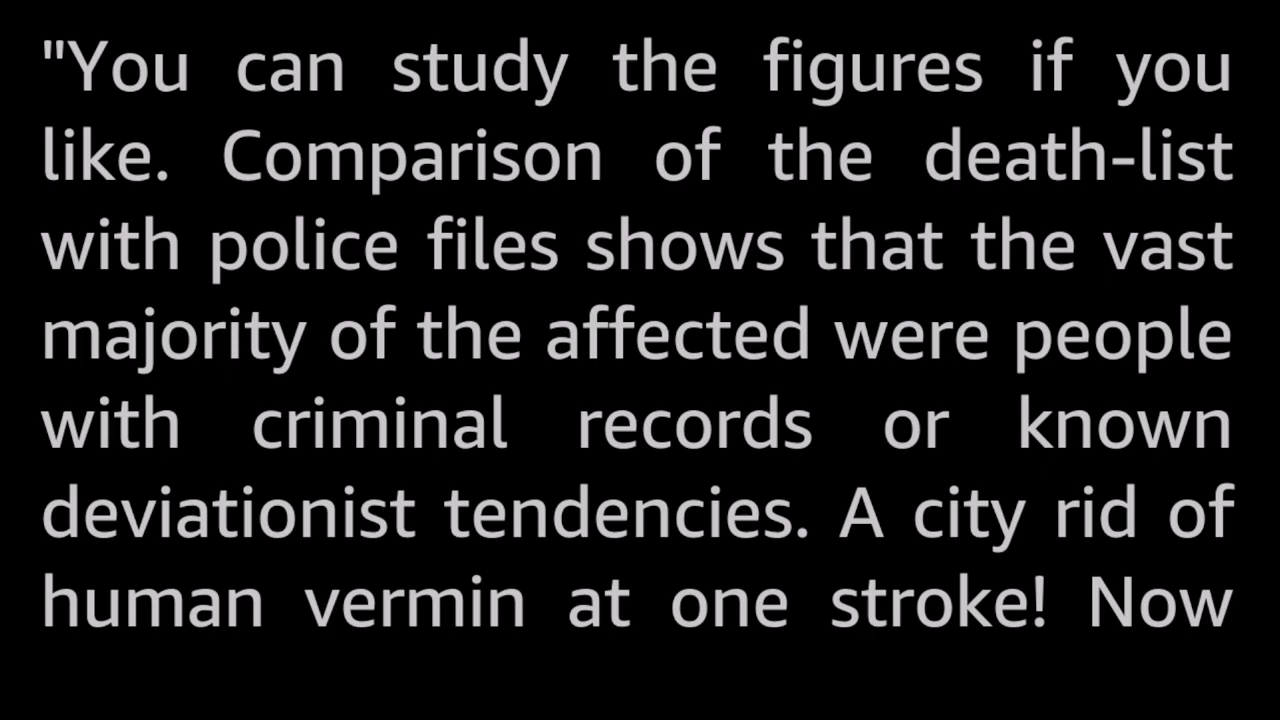 "You can study the figures if you
like. Comparison of the death-list
with police files shows that the vast
majority of the affected were people
with criminal records or known
deviationist tendencies. A city rid of
human vermin at one stroke! Now